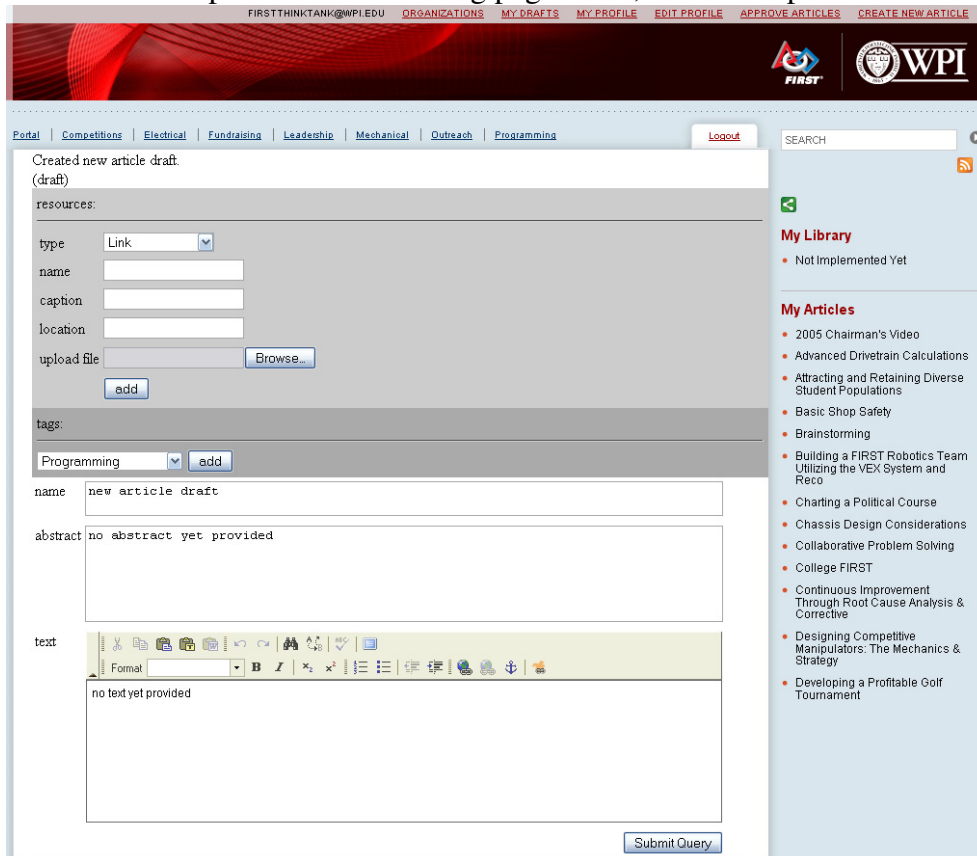 FIRSTTHINKTANK@WPI.EDU ORGANIZATIONS MY DRAFTS MY PROFILE EDIT PROFILE APPROVE ARTICLES CREATE NEW ARTICLE
FIRST WPI
Portal | Competitions | Electrical | Fundraising | Leadership | Mechanical | Outreach | Programming
Logout
SEARCH
Created new article draft.
(draft)
resources:
type Link
name
caption
location
upload file Browse...
add
tags:
Programming add
name new article draft
abstract no abstract yet provided
text
Format B I ×₂ ×²
no text yet provided
Submit Query
My Library
Not Implemented Yet
My Articles
2005 Chairman's Video
Advanced Drivetrain Calculations
Attracting and Retaining Diverse
Student Populations
Basic Shop Safety
Brainstorming
Building a FIRST Robotics Team
Utilizing the VEX System and
Reco
Charting a Political Course
Chassis Design Considerations
Collaborative Problem Solving
College FIRST
Continuous Improvement
Through Root Cause Analysis &
Corrective
Designing Competitive
Manipulators: The Mechanics &
Strategy
Developing a Profitable Golf
Tournament